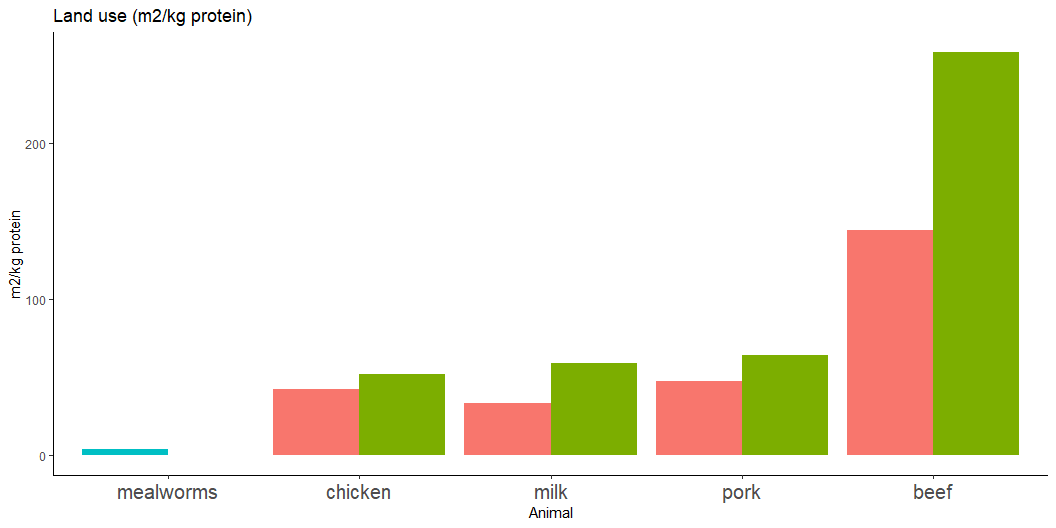 Land use (m2/kg protein)
m2/kg protein
200
100
0
mealworms chicken milk pork beef
Animal